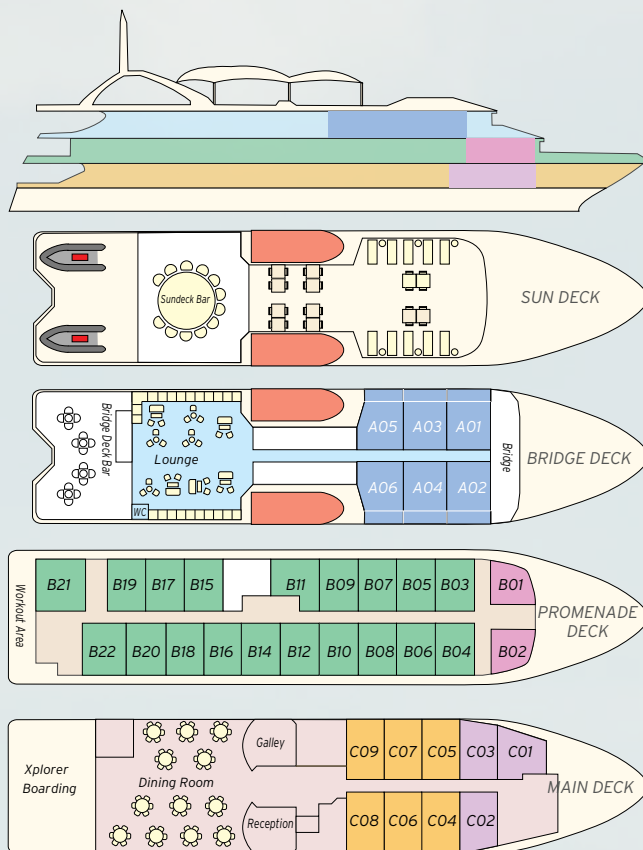 Sundeck Bar
SUN DECK
Bridge Deck Bar
Lounge
WC
A05 A03 A01
A06 A04 A02
Bridge
BRIDGE DECK
Workout Area
B21 B19 B17 B15 B11 B09 B07 B05 B03 B01
B22 B20 B18 B16 B14 B12 B10 B08 B06 B04 B02
PROMENADE
DECK
Xplorer
Boarding
Dining Room
Galley
Reception
C09 C07 C05 C03 C01
C08 C06 C04 C02
MAIN DECK